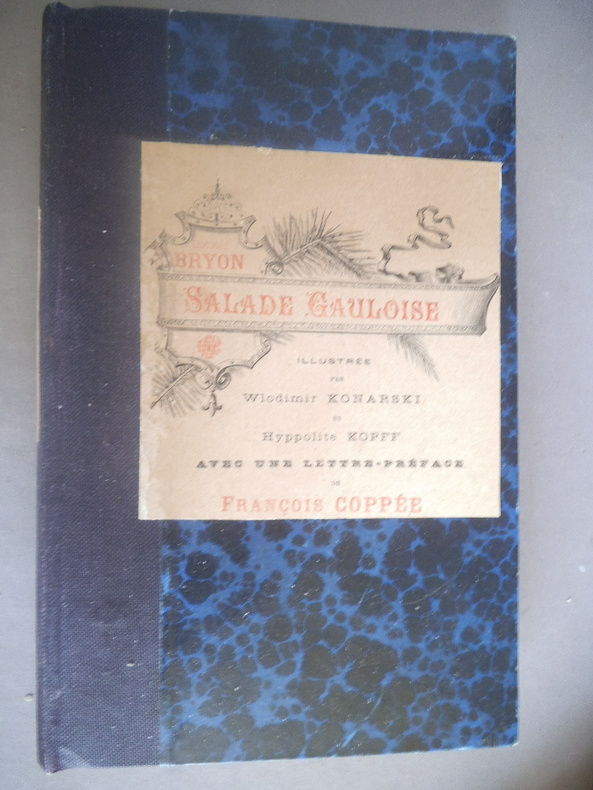 BRYON
SALADE GAULOISE
ILLUSTRÉE
PAR
Wlodimir KONARSKI
ET
Hyppolite KOPFF
AVEC UNE LETTRE-PRÉFACE
DE
FRANÇOIS COPPÉE